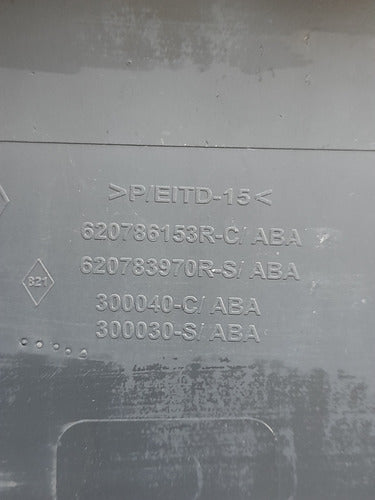 >P/EITD-15<
620786153R-C/ ABA
620783970R-S/ ABA
821
300040-C/ ABA
300030-S/ ABA